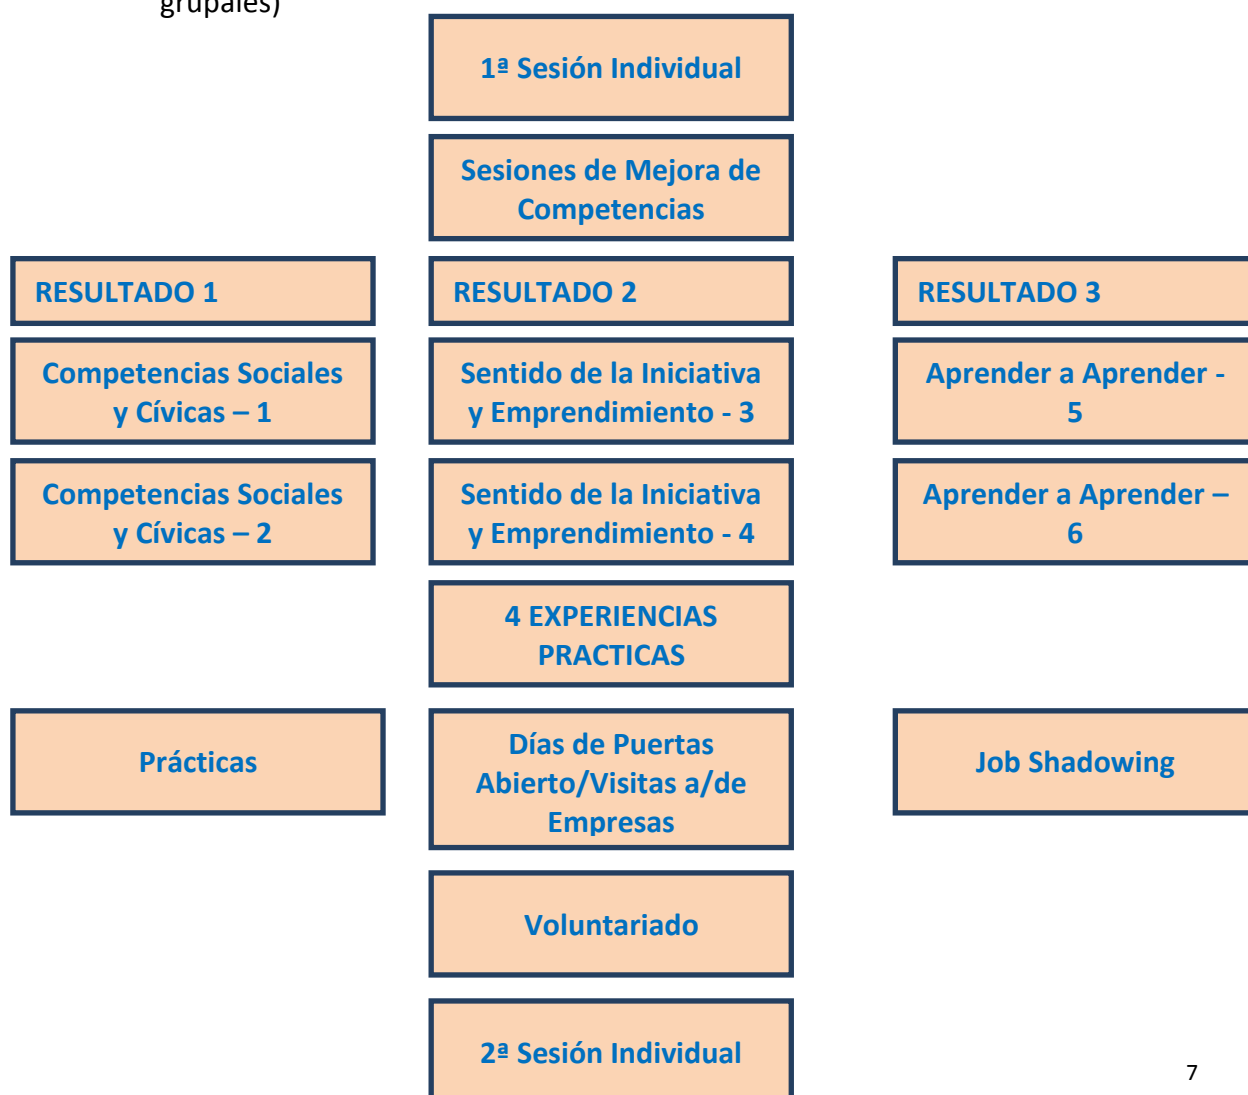 grupales)
1ª Sesión Individual
Sesiones de Mejora de
Competencias
RESULTADO 1
RESULTADO 2
RESULTADO 3
Competencias Sociales
y Cívicas – 1
Sentido de la Iniciativa
y Emprendimiento - 3
Aprender a Aprender -
5
Competencias Sociales
y Cívicas – 2
Sentido de la Iniciativa
y Emprendimiento - 4
Aprender a Aprender –
6
4 EXPERIENCIAS
PRACTICAS
Prácticas
Días de Puertas
Abierto/Visitas a/de
Empresas
Job Shadowing
Voluntariado
2ª Sesión Individual
7